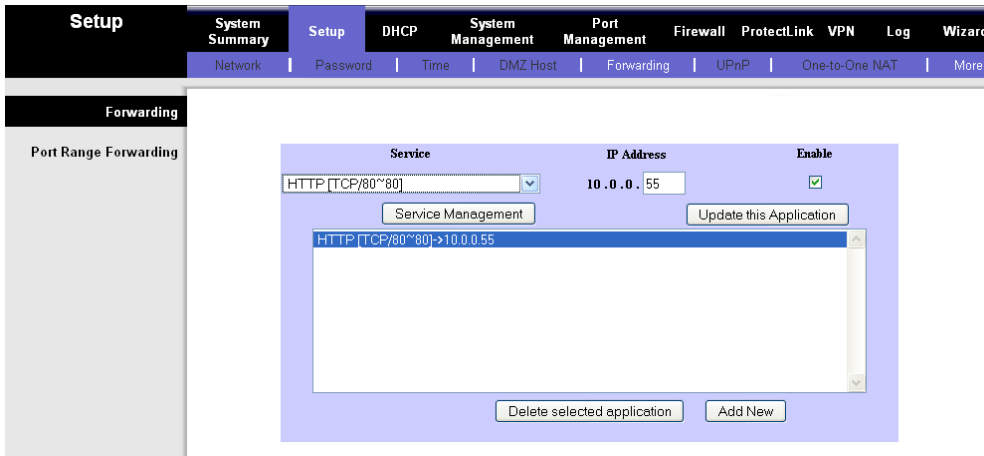 Setup
System Summary
Setup
DHCP
System Management
Port Management
Firewall
ProtectLink
VPN
Log
Wizard
Network | Password | Time | DMZ Host | Forwarding | UPnP | One-to-One NAT | More
Forwarding
Port Range Forwarding
Service IP Address Enable
HTTP [TCP/80~80] 10.0.0. 55
Service Management Update this Application
HTTP [TCP/80~80]->10.0.0.55
Delete selected application Add New